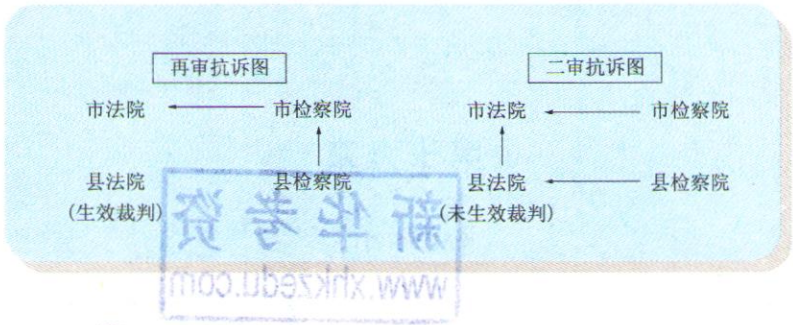 再审抗诉图 二审抗诉图
市法院 市检察院 市法院 市检察院
县法院 县检察院 县法院 县检察院
(生效裁判) (未生效裁判)
新华考资
www.xhkzedu.com